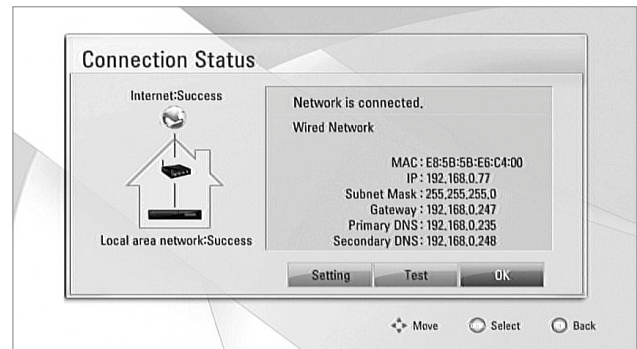 Connection Status
Internet:Success
Local area network:Success
Network is connected.
Wired Network
MAC : E8:5B:5B:E6:C4:00
IP : 192.168.0.77
Subnet Mask : 255.255.255.0
Gateway : 192.168.0.247
Primary DNS : 192.168.0.235
Secondary DNS : 192.168.0.248
Setting
Test
OK
Move
Select
Back